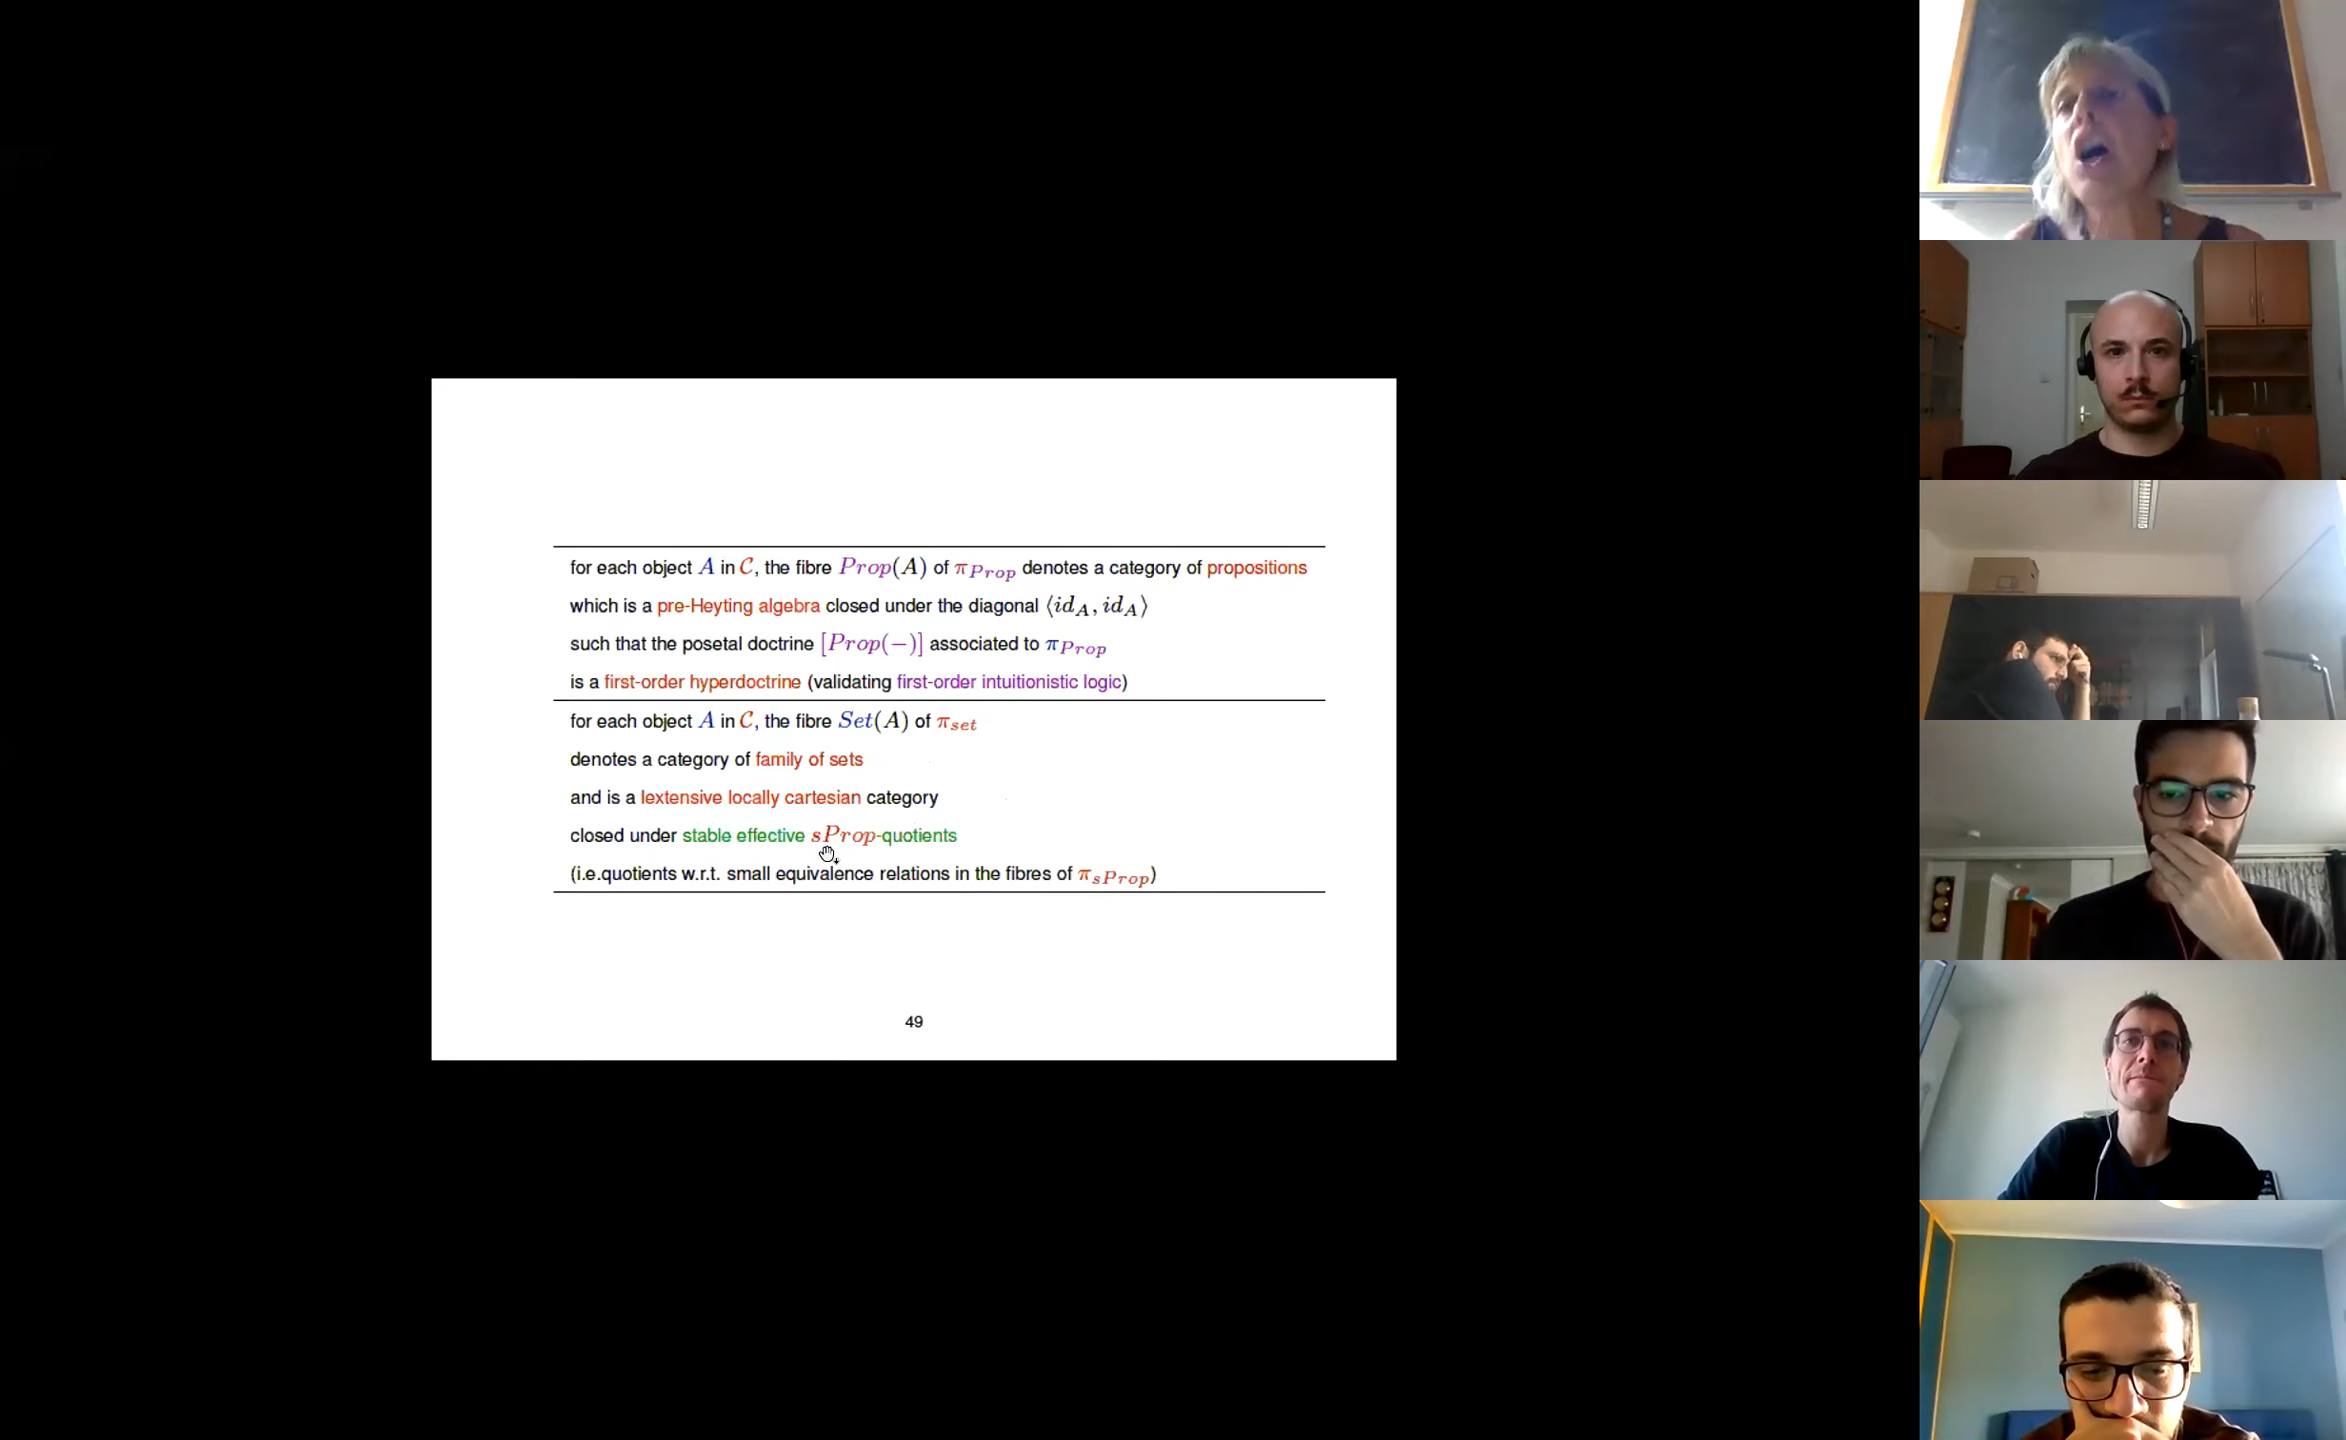 for each object A in C, the fibre Prop(A) of π_Prop denotes a category of propositions
which is a pre-Heyting algebra closed under the diagonal ⟨id_A, id_A⟩
such that the posetal doctrine [Prop(−)] associated to π_Prop
is a first-order hyperdoctrine (validating first-order intuitionistic logic)
for each object A in C, the fibre Set(A) of π_set
denotes a category of family of sets
and is a lextensive locally cartesian category
closed under stable effective sProp-quotients
(i.e.quotients w.r.t. small equivalence relations in the fibres of π_sProp)
49